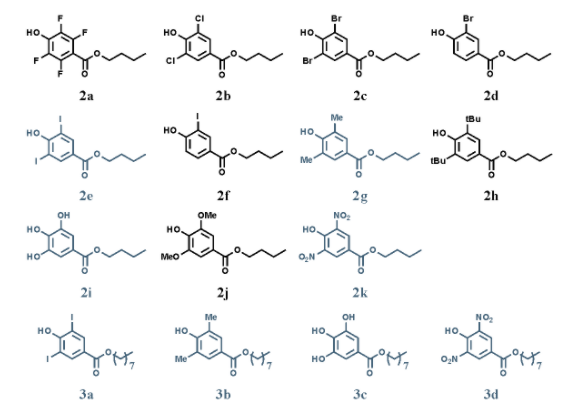 F F HO F F O O
Cl HO Cl O O
Br HO Br O O
Br HO O O
2a 2b 2c 2d
I HO I O O
I HO O O
Me HO Me O O
tBu HO tBu O O
2e 2f 2g 2h
OH HO HO O O
OMe HO MeO O O
NO₂ HO O₂N O O
2i 2j 2k
I HO I O O 7
Me HO Me O O 7
OH HO HO O O 7
NO₂ HO O₂N O O 7
3a 3b 3c 3d